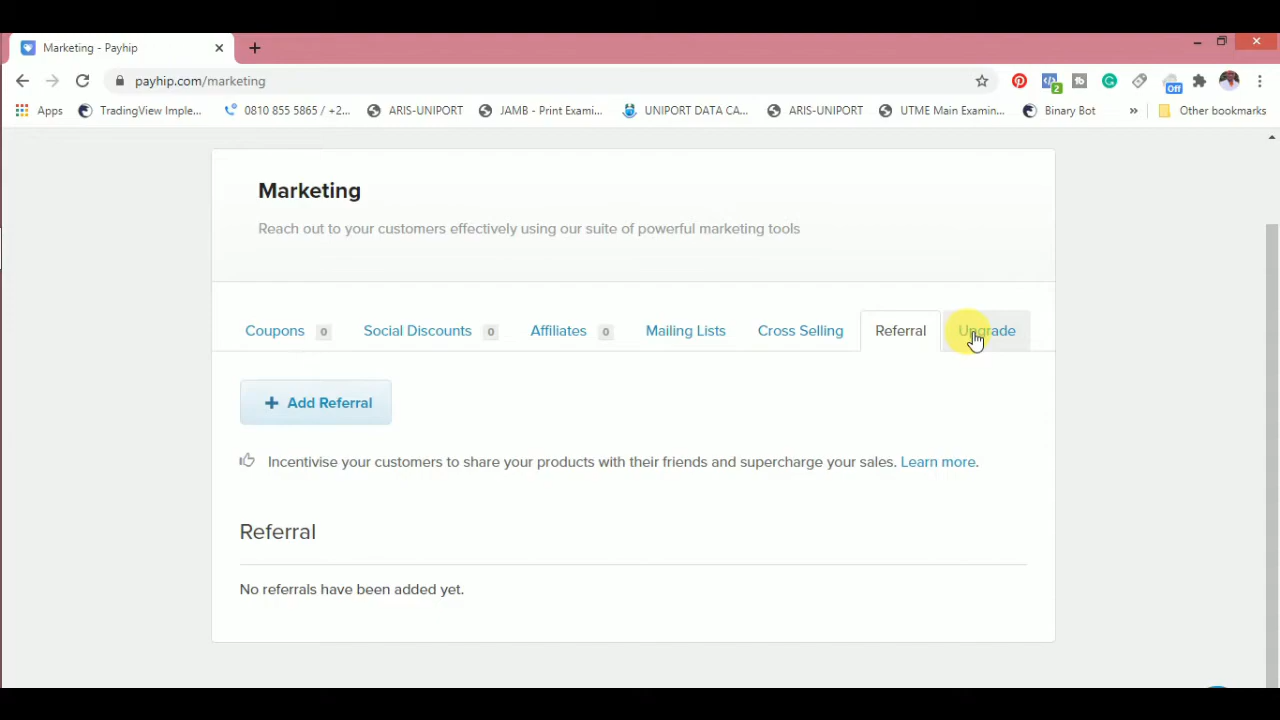 Marketing - Payhip
payhip.com/marketing
2
Off
Apps
TradingView Imple...
0810 855 5865 / +2...
ARIS-UNIPORT
JAMB - Print Examin...
UNIPORT DATA CA...
ARIS-UNIPORT
UTME Main Examin...
Binary Bot
»
Other bookmarks
Marketing
Reach out to your customers effectively using our suite of powerful marketing tools
Coupons 0
Social Discounts 0
Affiliates 0
Mailing Lists
Cross Selling
Referral
Upgrade
+ Add Referral
Incentivise your customers to share your products with their friends and supercharge your sales. Learn more.
Referral
No referrals have been added yet.